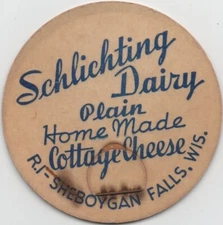 Schlichting
Dairy
Plain
Home Made
Cottage Cheese
R.1-SHEBOYGAN FALLS, WIS.